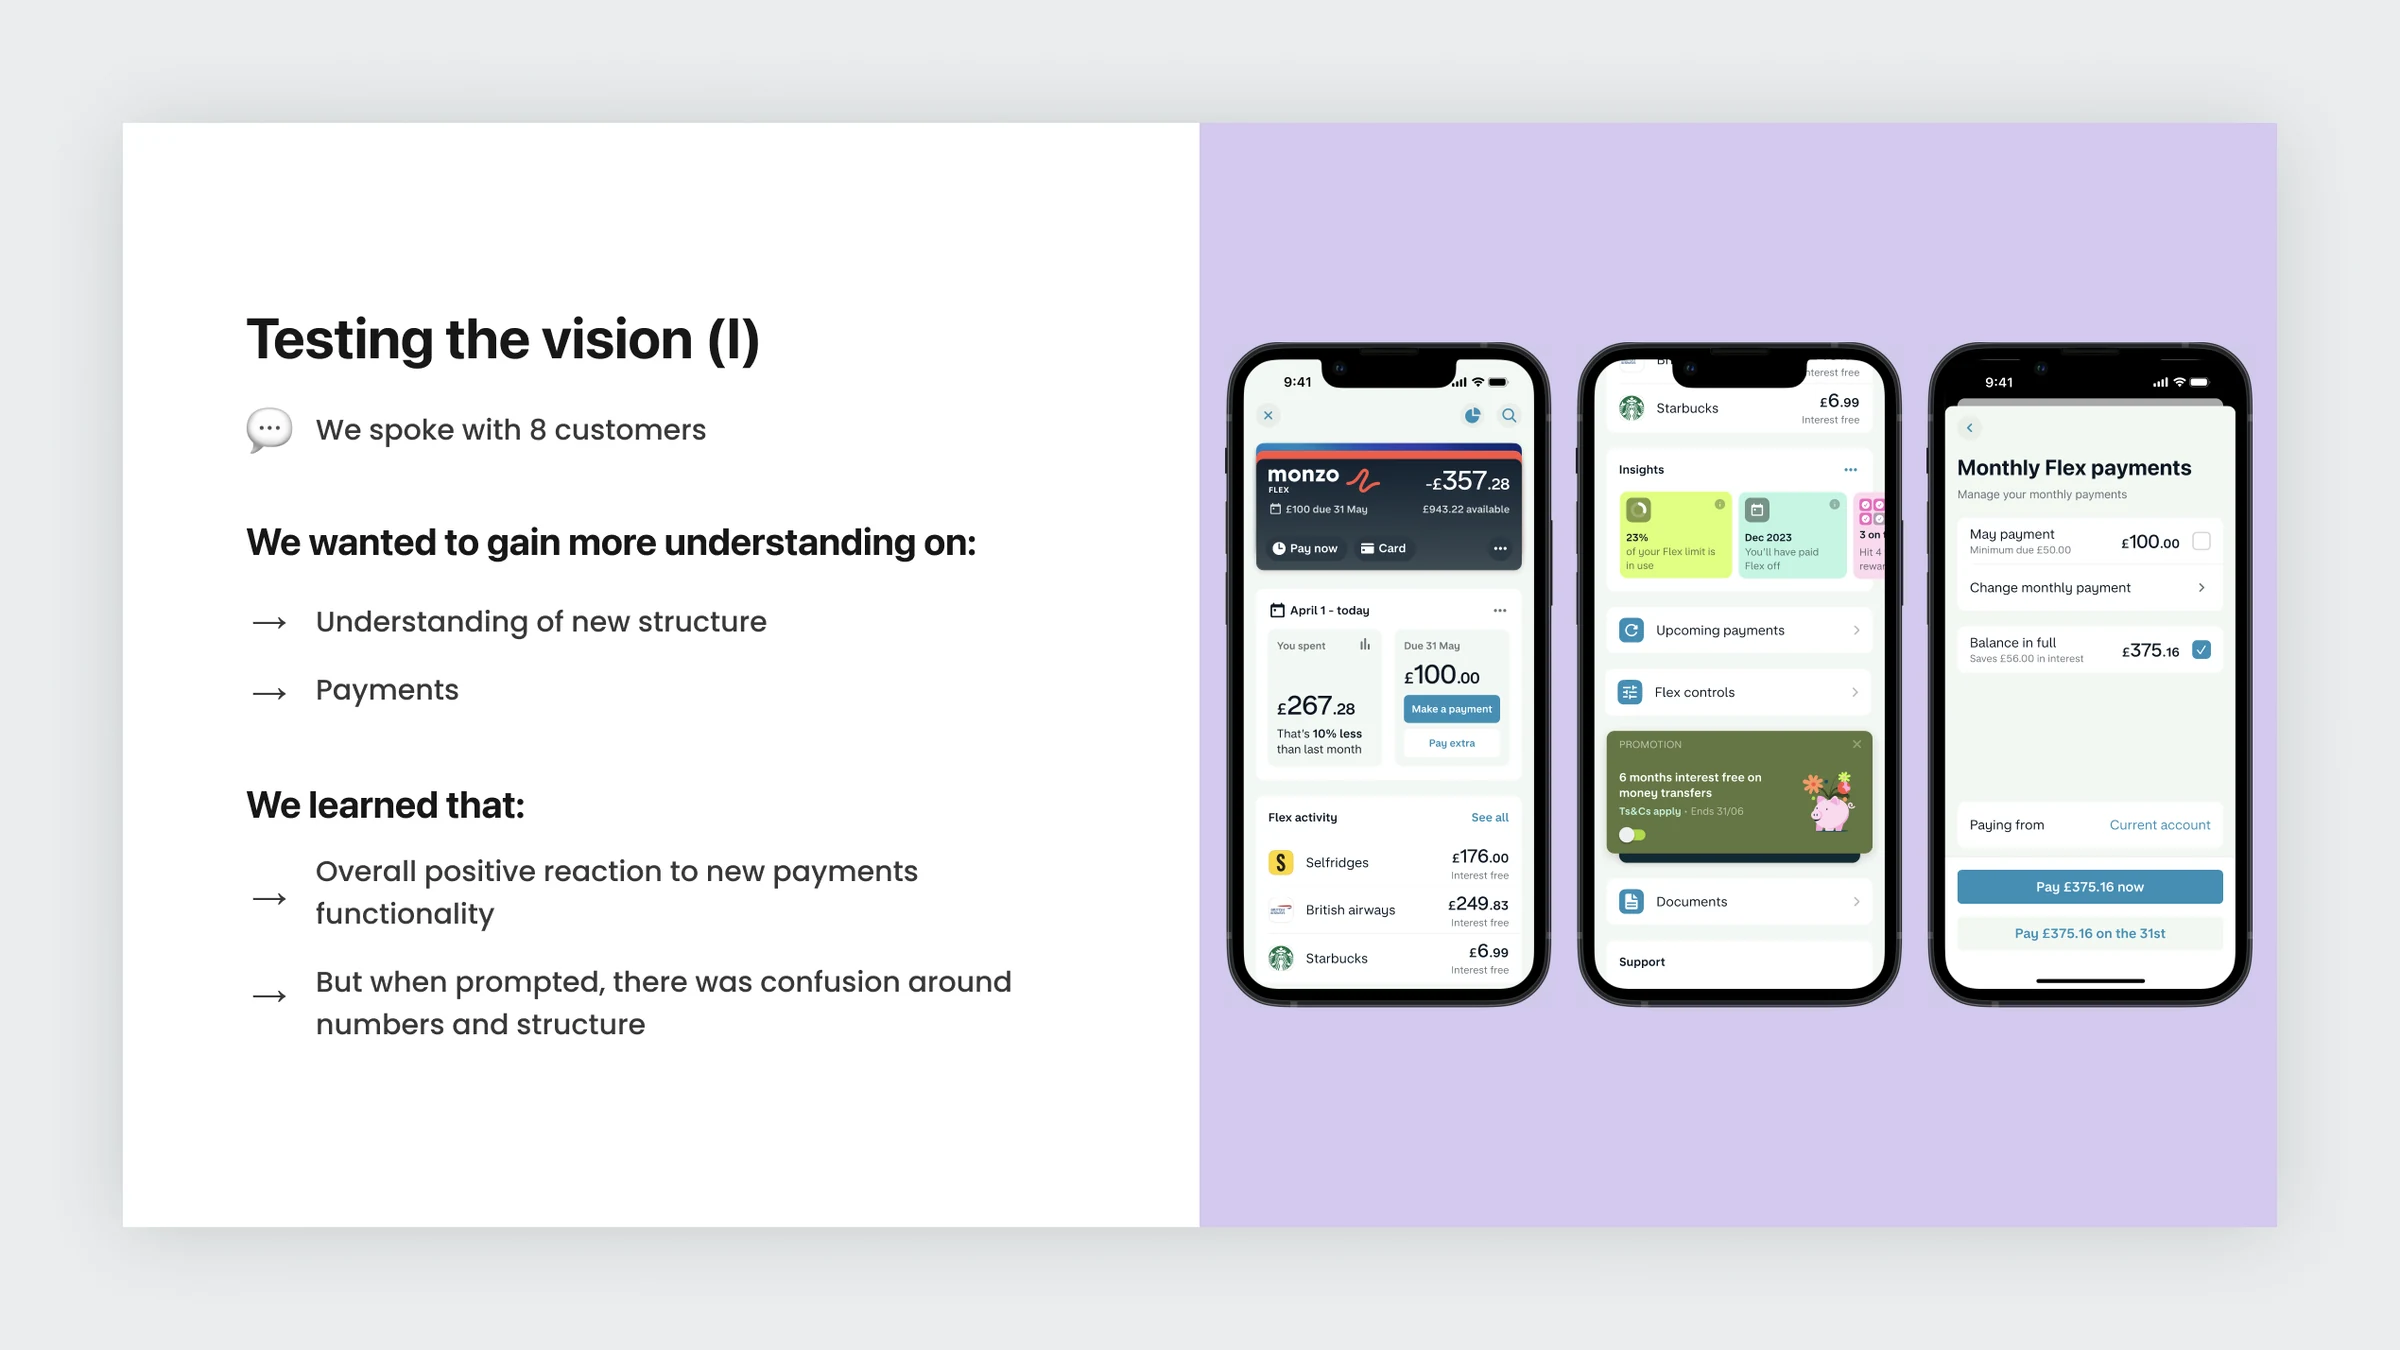 Testing the vision (I)
We spoke with 8 customers
We wanted to gain more understanding on:
Understanding of new structure
Payments
We learned that:
Overall positive reaction to new payments
functionality
But when prompted, there was confusion around
numbers and structure
9:41
monzo
FLEX
-£357.28
£100 due 31 May
£943.22 available
Pay now
Card
April 1 - today
You spent
£267.28
That's 10% less
than last month
Due 31 May
£100.00
Make a payment
Pay extra
Flex activity
See all
Selfridges
£176.00
Interest free
British airways
£249.83
Interest free
Starbucks
£6.99
Interest free
Starbucks
£6.99
Interest free
Insights
23%
of your Flex limit is
in use
Dec 2023
You'll have paid
Flex off
3 on
Hit 4
Upcoming payments
Flex controls
PROMOTION
6 months interest free on
money transfers
Ts&Cs apply • Ends 31/06
Documents
Support
9:41
Monthly Flex payments
Manage your monthly payments
May payment
Minimum due £50.00
£100.00
Change monthly payment
Balance in full
Saves £56.00 in interest
£375.16
Paying from
Current account
Pay £375.16 now
Pay £375.16 on the 31st